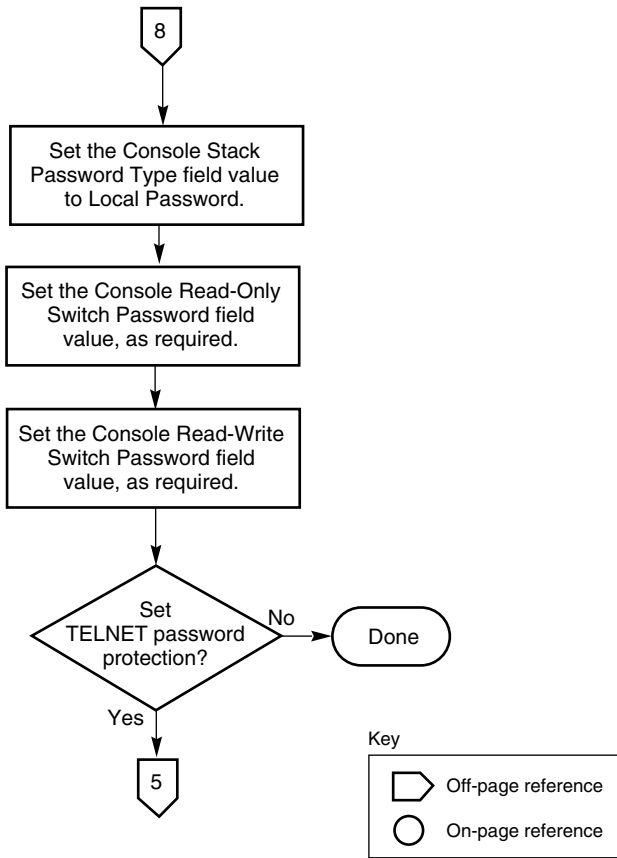 8
Set the Console Stack
Password Type field value
to Local Password.
Set the Console Read-Only
Switch Password field
value, as required.
Set the Console Read-Write
Switch Password field
value, as required.
Set
TELNET password
protection?
No
Done
Yes
5
Key
Off-page reference
On-page reference